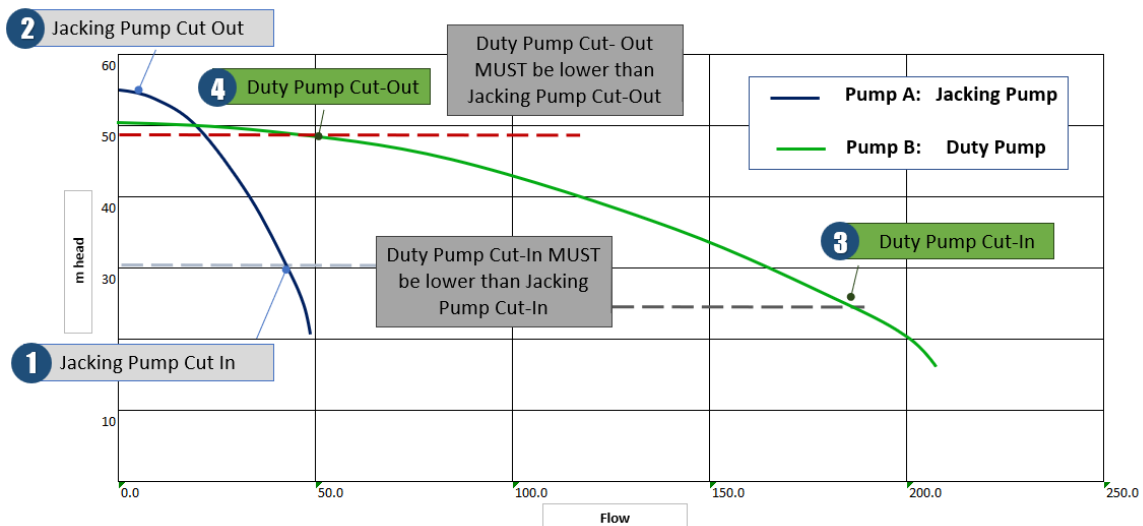 2 Jacking Pump Cut Out
Duty Pump Cut- Out
MUST be lower than
Jacking Pump Cut-Out
4 Duty Pump Cut-Out
Pump A: Jacking Pump
Pump B: Duty Pump
60
50
40
30
10
m head
3 Duty Pump Cut-In
Duty Pump Cut-In MUST
be lower than Jacking
Pump Cut-In
1 Jacking Pump Cut In
0.0 50.0 100.0 150.0 200.0 250.0
Flow